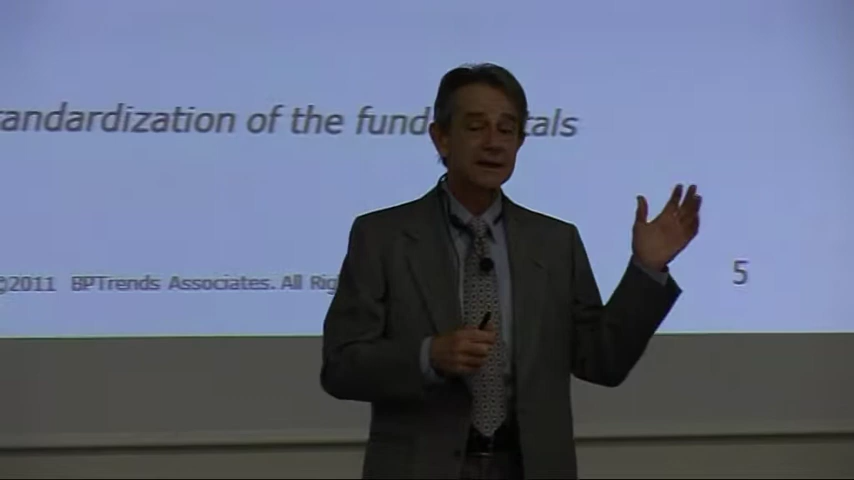 tandardization of the fund tals
©2011 BPTrends Associates. All Rig
5